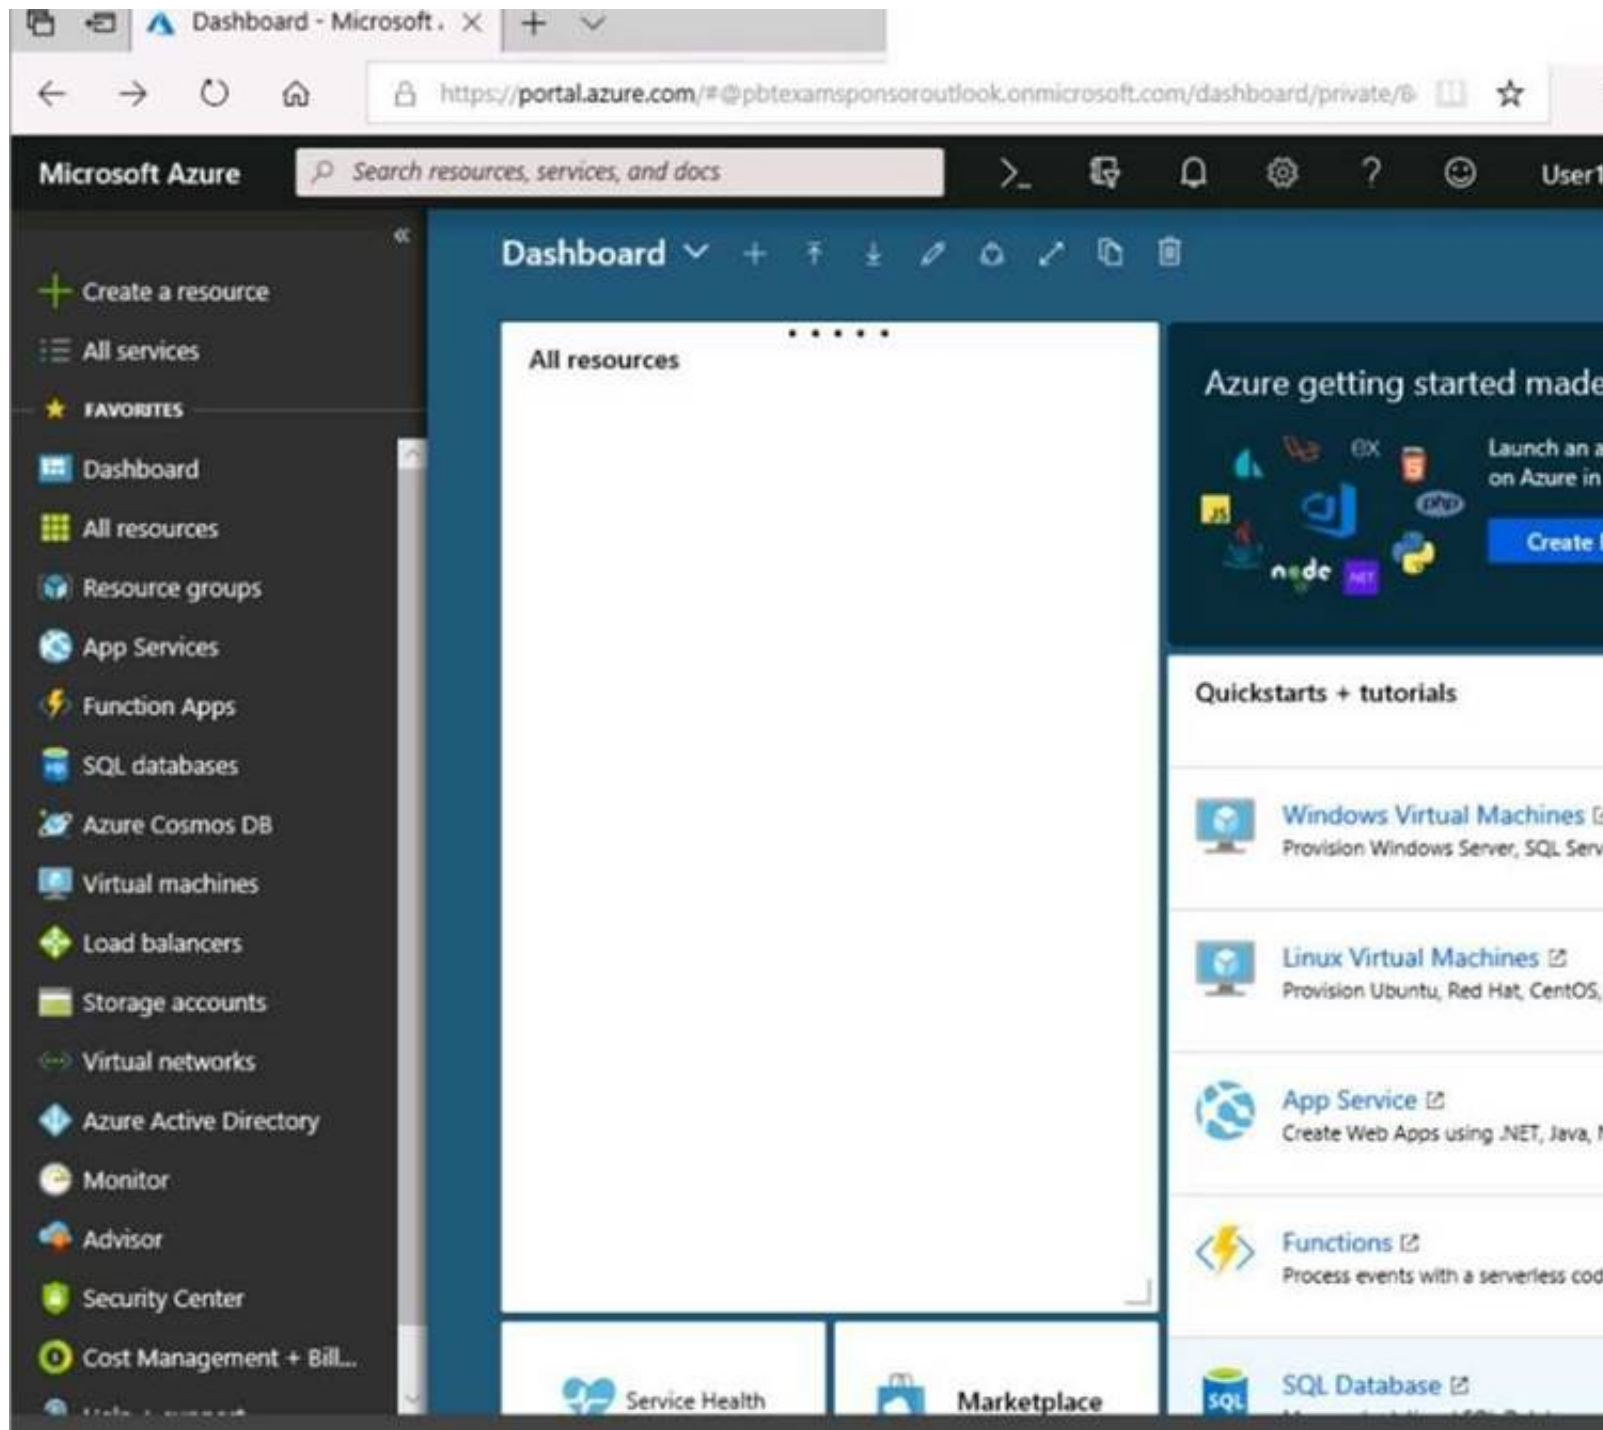 Dashboard - Microsoft
https://portal.azure.com/#@pbtexamsponsoroutlook.onmicrosoft.com/dashboard/private/
Microsoft Azure
Search resources, services, and docs
User1
Dashboard
Create a resource
All services
FAVORITES
Dashboard
All resources
Resource groups
App Services
Function Apps
SQL databases
Azure Cosmos DB
Virtual machines
Load balancers
Storage accounts
Virtual networks
Azure Active Directory
Monitor
Advisor
Security Center
Cost Management + Bill...
All resources
Service Health
Marketplace
Azure getting started made
Launch an a
on Azure in
ex
5
JS
php
node
.NET
Create
Quickstarts + tutorials
Windows Virtual Machines
Provision Windows Server, SQL Serv
Linux Virtual Machines
Provision Ubuntu, Red Hat, CentOS,
App Service
Create Web Apps using .NET, Java,
Functions
Process events with a serverless cod
SQL
SQL Database